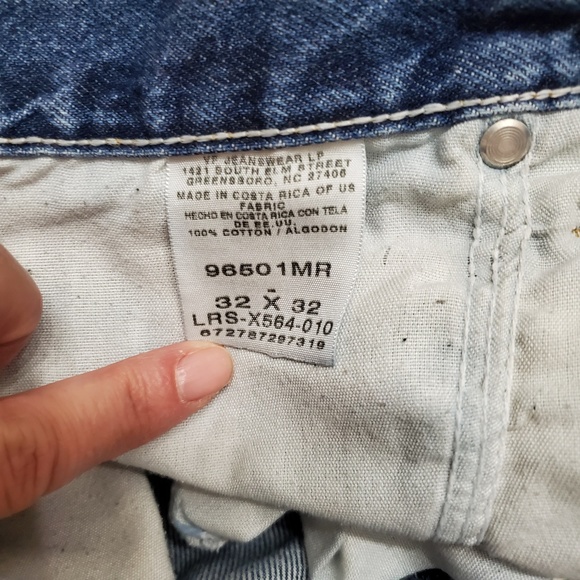 VF JEANSWEAR LP
1421 SOUTH ELM STREET
GREENSBORO, NC 27406
MADE IN COSTA RICA OF US
FABRIC
HECHO EN COSTA RICA CON TELA
DE EE.UU.
100% COTTON / ALGODON
96501MR
-
32 X 32
LRS-X564-010
672787297319